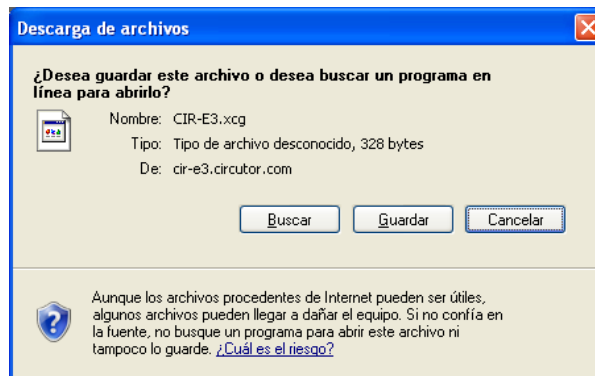 Descarga de archivos
¿Desea guardar este archivo o desea buscar un programa en
línea para abrirlo?
Nombre: CIR-E3.xcg
Tipo: Tipo de archivo desconocido, 328 bytes
De: cir-e3.circutor.com
Buscar Guardar Cancelar
Aunque los archivos procedentes de Internet pueden ser útiles,
algunos archivos pueden llegar a dañar el equipo. Si no confía en
la fuente, no busque un programa para abrir este archivo ni
tampoco lo guarde. ¿Cuál es el riesgo?